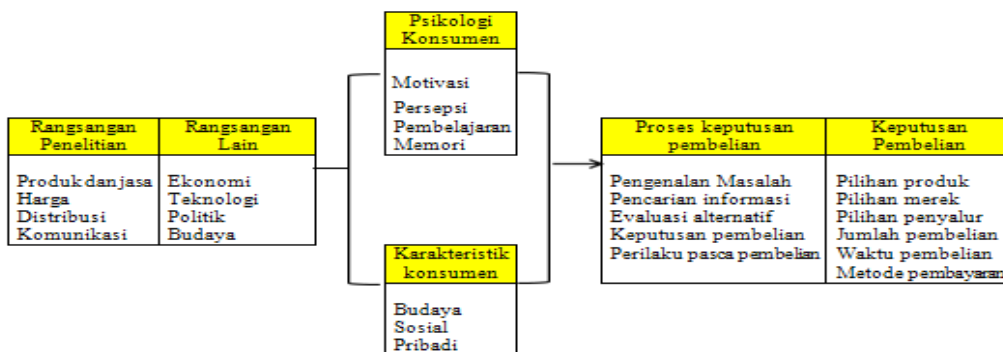 Psikologi
Konsumen
Motivasi
Persepsi
Pembelajaran
Memori
Rangsangan
Penelitian
Produk dan jasa
Harga
Distribusi
Komunikasi
Rangsangan
Lain
Ekonomi
Teknologi
Politik
Budaya
Karakteristik
konsumen
Budaya
Sosial
Pribadi
Proses keputusan
pembelian
Pengenalan Masalah
Pencarian informasi
Evaluasi alternatif
Keputusan pembelian
Perilaku pasca pembelian
Keputusan
Pembelian
Pilihan produk
Pilihan merek
Pilihan penyalur
Jumlah pembelian
Waktu pembelian
Metode pembayaran